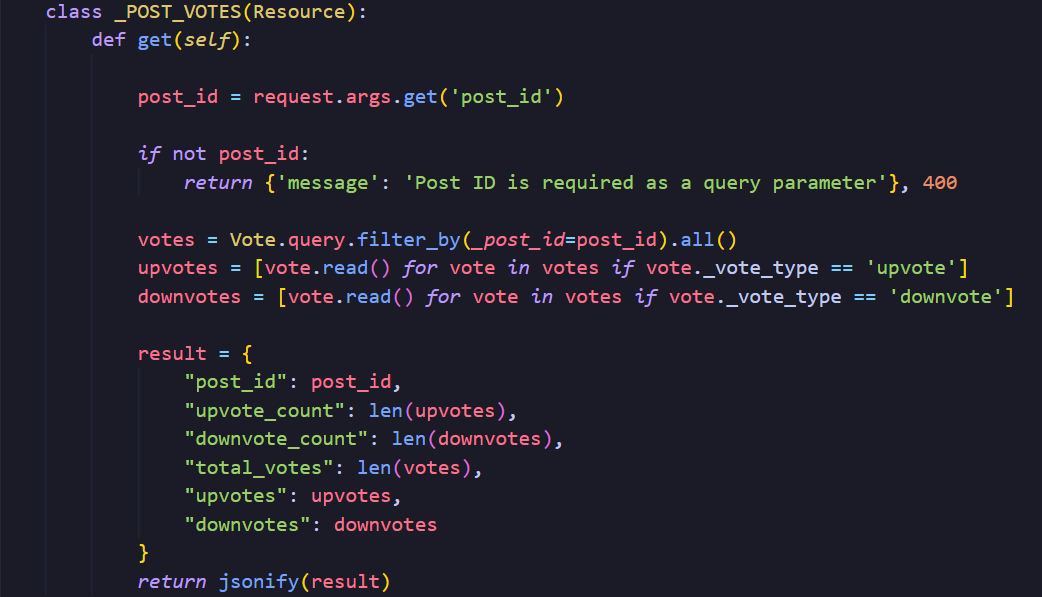 class _POST_VOTES(Resource):
    def get(self):

        post_id = request.args.get('post_id')

        if not post_id:
            return {'message': 'Post ID is required as a query parameter'}, 400

        votes = Vote.query.filter_by(_post_id=post_id).all()
        upvotes = [vote.read() for vote in votes if vote._vote_type == 'upvote']
        downvotes = [vote.read() for vote in votes if vote._vote_type == 'downvote']

        result = {
            "post_id": post_id,
            "upvote_count": len(upvotes),
            "downvote_count": len(downvotes),
            "total_votes": len(votes),
            "upvotes": upvotes,
            "downvotes": downvotes
        }
        return jsonify(result)